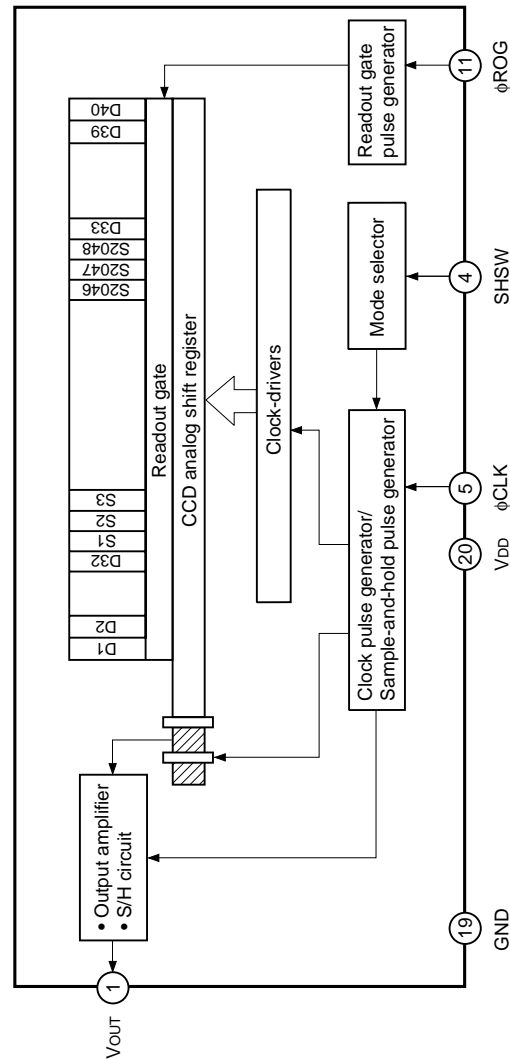 D1
D2
D32
S1
S2
S3
S2046
S2047
S2048
D33
D39
D40
Readout gate
CCD analog shift register
• Output amplifier
• S/H circuit
Clock-drivers
Clock pulse generator/
Sample-and-hold pulse generator
Mode selector
Readout gate
pulse generator
1
VOUT
19
GND
20
VDD
5
ϕCLK
4
SHSW
11
ϕROG